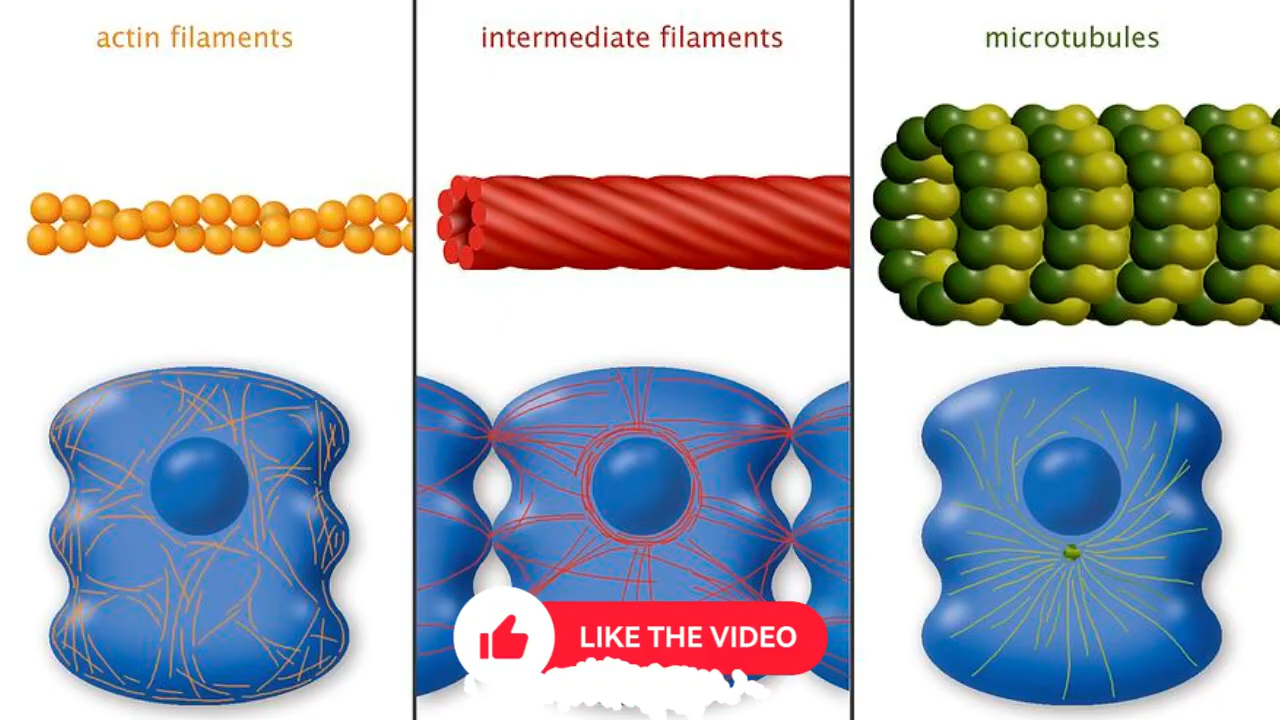 actin filaments
intermediate filaments
microtubules
LIKE THE VIDEO